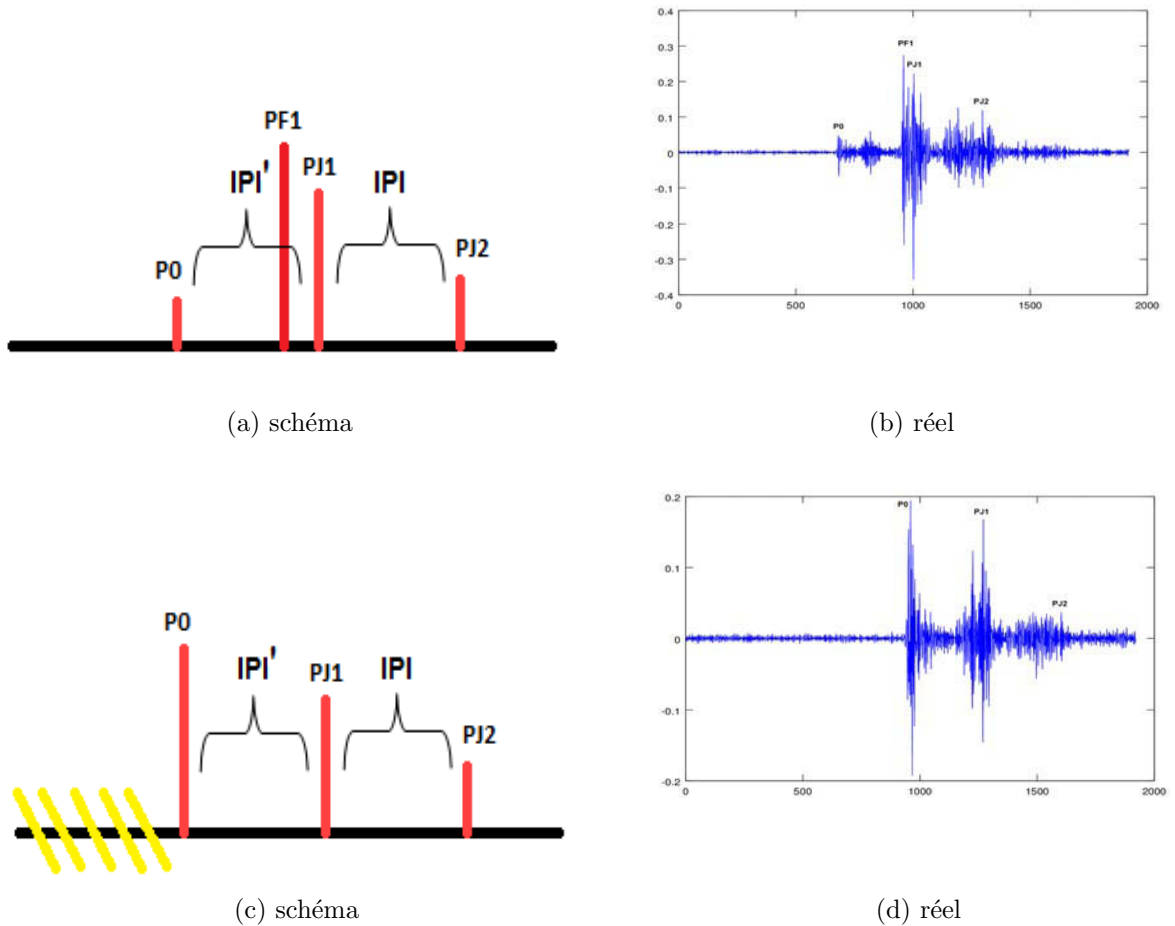 PF1
PJ1
IPI'
IPI
P0
PJ2
(a) schéma
0.4
0.3
0.2
0.1
0
-0.1
-0.2
-0.3
-0.4
PF1
PJ1
PJ2
P0
0 500 1000 1500 2000
(b) réel
P0
IPI'
PJ1
IPI
PJ2
(c) schéma
0.2
0.1
0
-0.1
-0.2
P0
PJ1
PJ2
0 500 1000 1500 2000
(d) réel